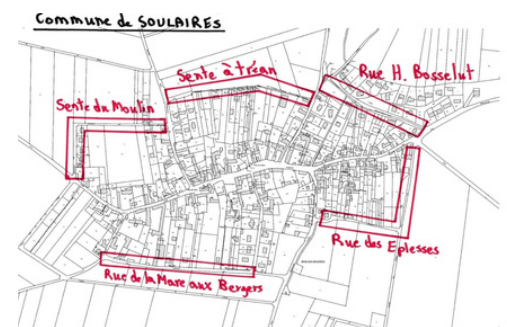 Commune de SOULAIRES
Sente à tréan
Rue H. Bosselut
Sente du Moulin
Rue des Eplesses
Rue de la Mare aux Bergers